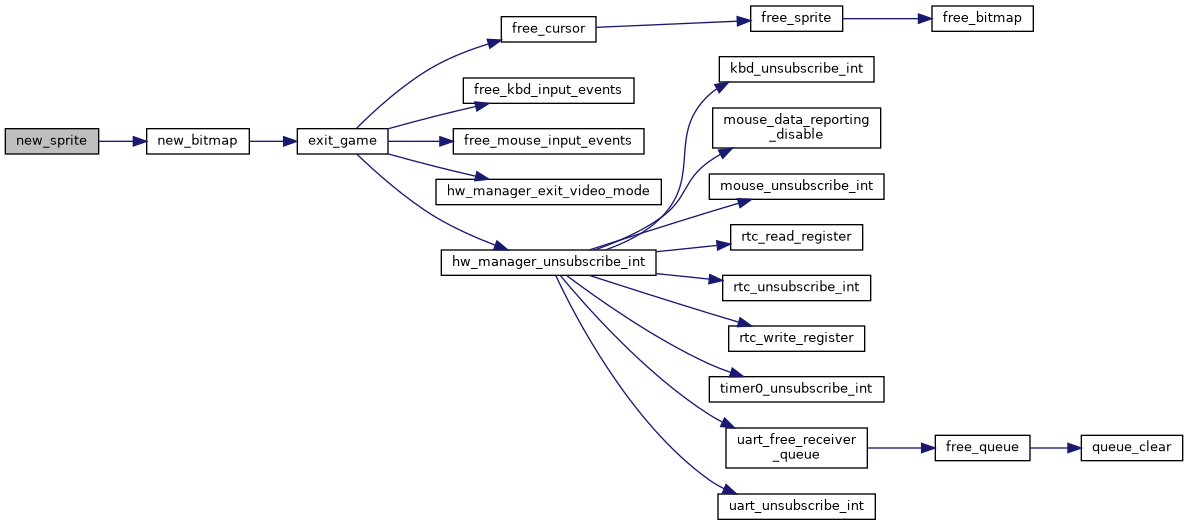 new_sprite
new_bitmap
exit_game
free_cursor
free_sprite
free_bitmap
free_kbd_input_events
free_mouse_input_events
hw_manager_exit_video_mode
hw_manager_unsubscribe_int
kbd_unsubscribe_int
mouse_data_reporting
_disable
mouse_unsubscribe_int
rtc_read_register
rtc_unsubscribe_int
rtc_write_register
timer0_unsubscribe_int
uart_free_receiver
_queue
free_queue
queue_clear
uart_unsubscribe_int